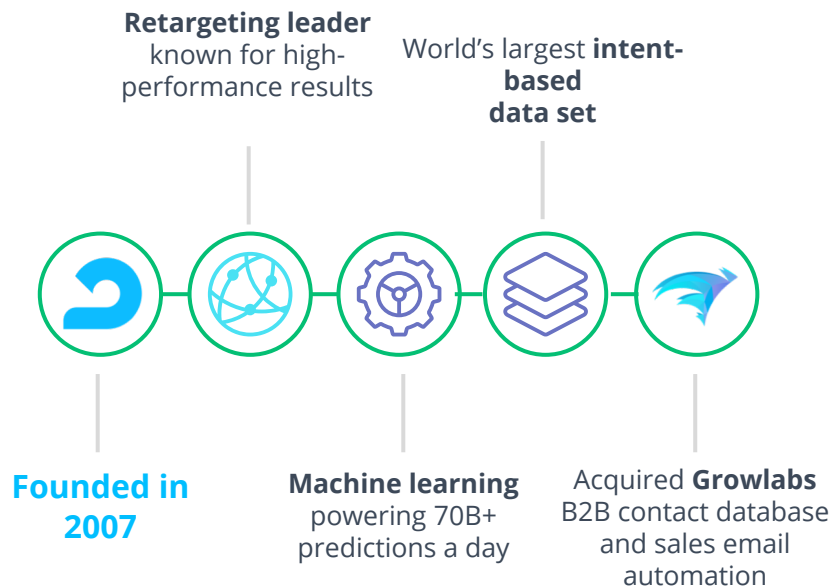 Retargeting leader
known for high-
performance results
World’s largest intent-
based
data set
Founded in
2007
Machine learning
powering 70B+
predictions a day
Acquired Growlabs
B2B contact database
and sales email
automation